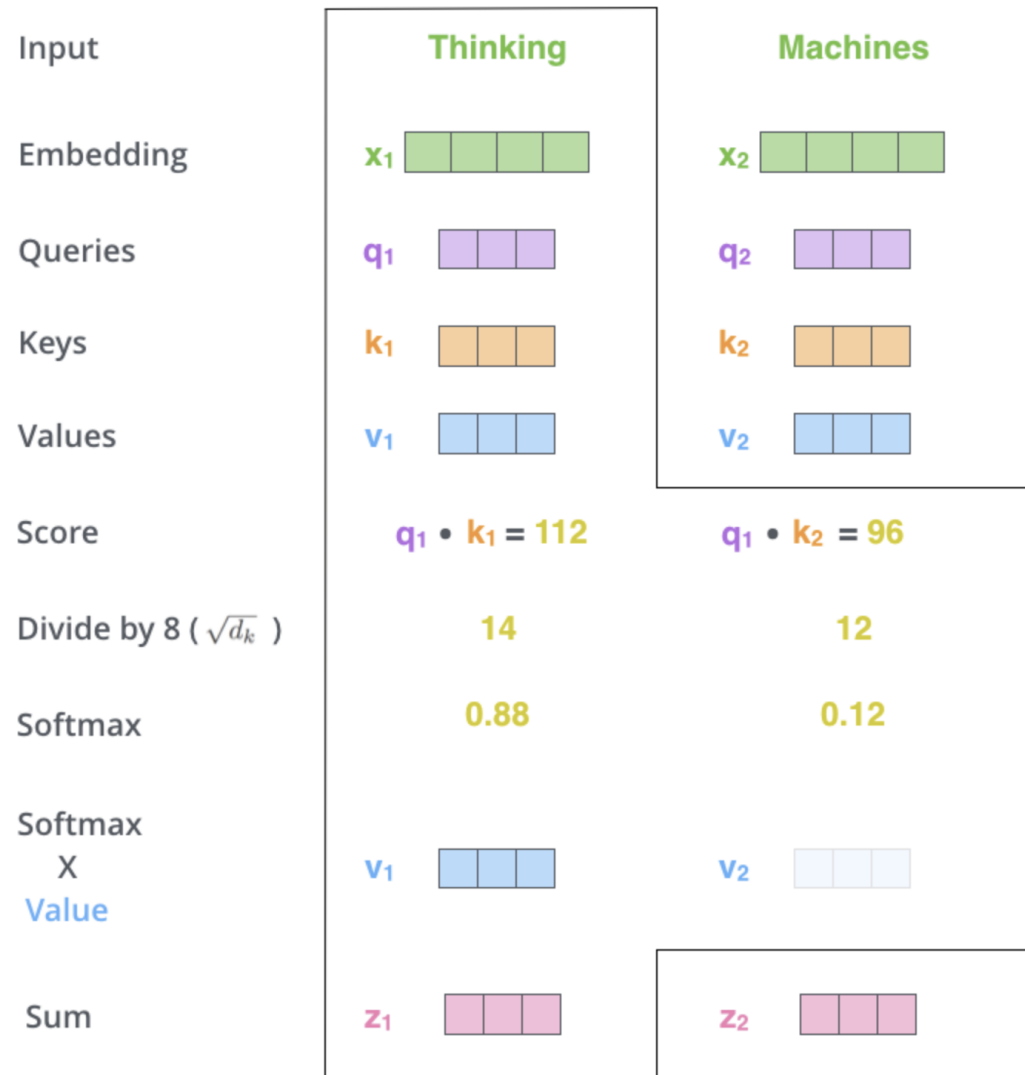 Input Thinking Machines
Embedding x₁ x₂
Queries q₁ q₂
Keys k₁ k₂
Values v₁ v₂
Score q₁ • k₁ = 112 q₁ • k₂ = 96
Divide by 8 ( √dₖ ) 14 12
Softmax 0.88 0.12
Softmax
X v₁ v₂
Value
Sum z₁ z₂